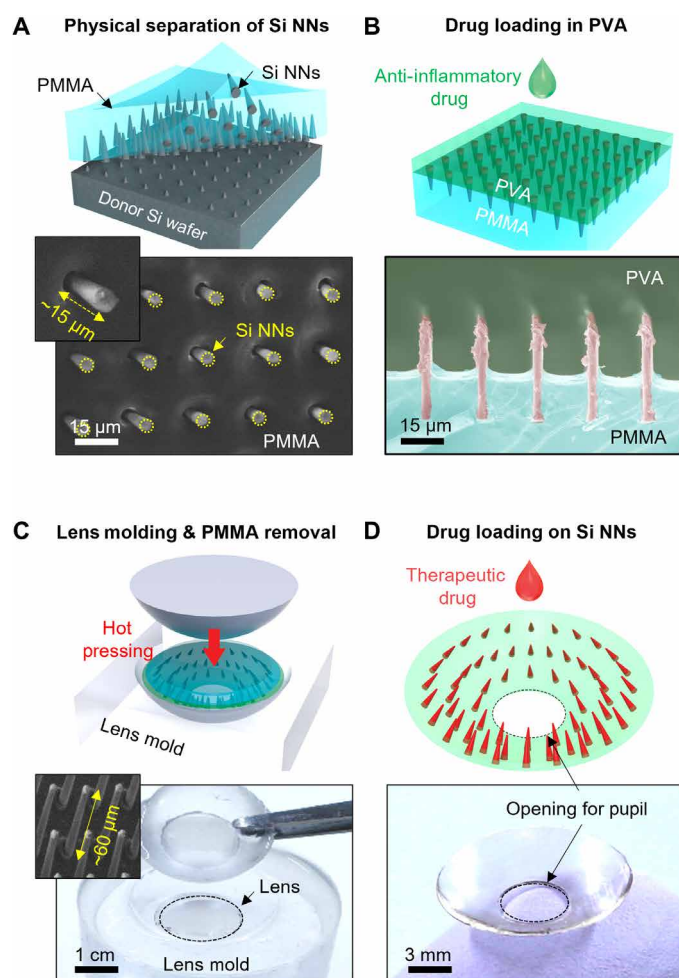 A Physical separation of Si NNs
PMMA
Si NNs
Donor Si wafer
~15 μm
Si NNs
15 μm
PMMA
B Drug loading in PVA
Anti-inflammatory
drug
PVA
PMMA
PVA
15 μm
PMMA
C Lens molding & PMMA removal
Hot
pressing
Lens mold
~60 μm
Lens
1 cm
Lens mold
D Drug loading on Si NNs
Therapeutic
drug
Opening for pupil
3 mm